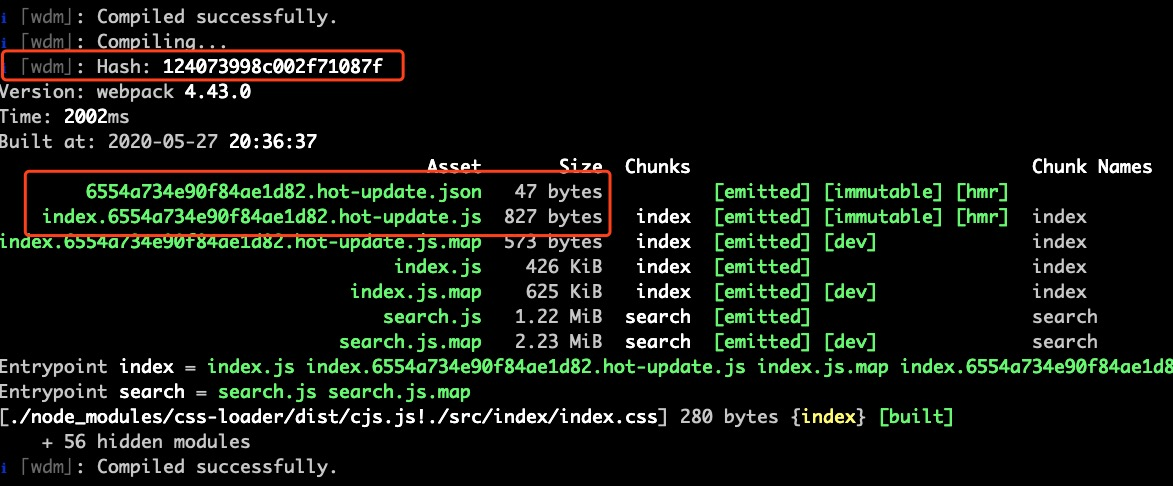 i ｢wdm｣: Compiled successfully.
i ｢wdm｣: Compiling...
｢wdm｣: Hash: 124073998c002f71087f
Version: webpack 4.43.0
Time: 2002ms
Built at: 2020-05-27 20:36:37
Asset Size Chunks Chunk Names
6554a734e90f84ae1d82.hot-update.json 47 bytes [emitted] [immutable] [hmr]
index.6554a734e90f84ae1d82.hot-update.js 827 bytes index [emitted] [immutable] [hmr] index
index.6554a734e90f84ae1d82.hot-update.js.map 573 bytes index [emitted] [dev] index
index.js 426 KiB index [emitted] index
index.js.map 625 KiB index [emitted] [dev] index
search.js 1.22 MiB search [emitted] search
search.js.map 2.23 MiB search [emitted] [dev] search
Entrypoint index = index.js index.6554a734e90f84ae1d82.hot-update.js index.js.map index.6554a734e90f84ae1d8
Entrypoint search = search.js search.js.map
[./node_modules/css-loader/dist/cjs.js!./src/index/index.css] 280 bytes {index} [built]
+ 56 hidden modules
i ｢wdm｣: Compiled successfully.